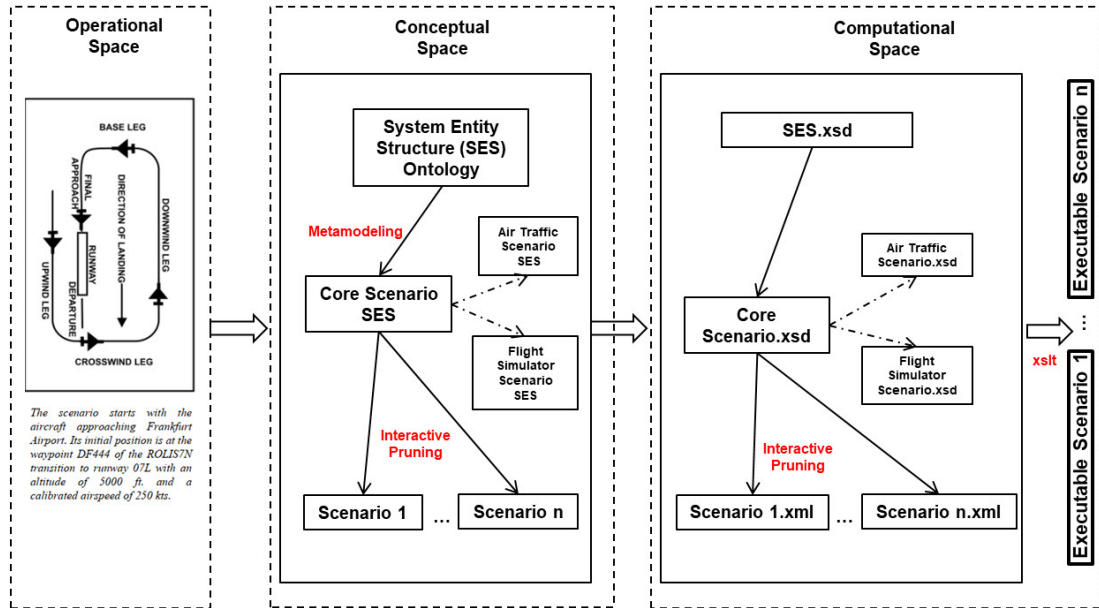 Operational
Space
BASE LEG
FINAL
APPROACH
DIRECTION OF LANDING
DOWNWIND LEG
RUNWAY
UPWIND LEG
DEPARTURE
CROSSWIND LEG
The scenario starts with the
aircraft approaching Frankfurt
Airport. Its initial position is at the
waypoint DF444 of the ROLIS7N
transition to runway 07L with an
altitude of 5000 ft. and a
calibrated airspeed of 250 kts.
Conceptual
Space
System Entity
Structure (SES)
Ontology
Metamodeling
Air Traffic
Scenario
SES
Core Scenario
SES
Flight
Simulator
Scenario
SES
Interactive
Pruning
Scenario 1
...
Scenario n
Computational
Space
SES.xsd
Air Traffic
Scenario.xsd
Core
Scenario.xsd
Flight
Simulator
Scenario.xsd
Interactive
Pruning
Scenario 1.xml
...
Scenario n.xml
xslt
Executable Scenario n
...
Executable Scenario 1